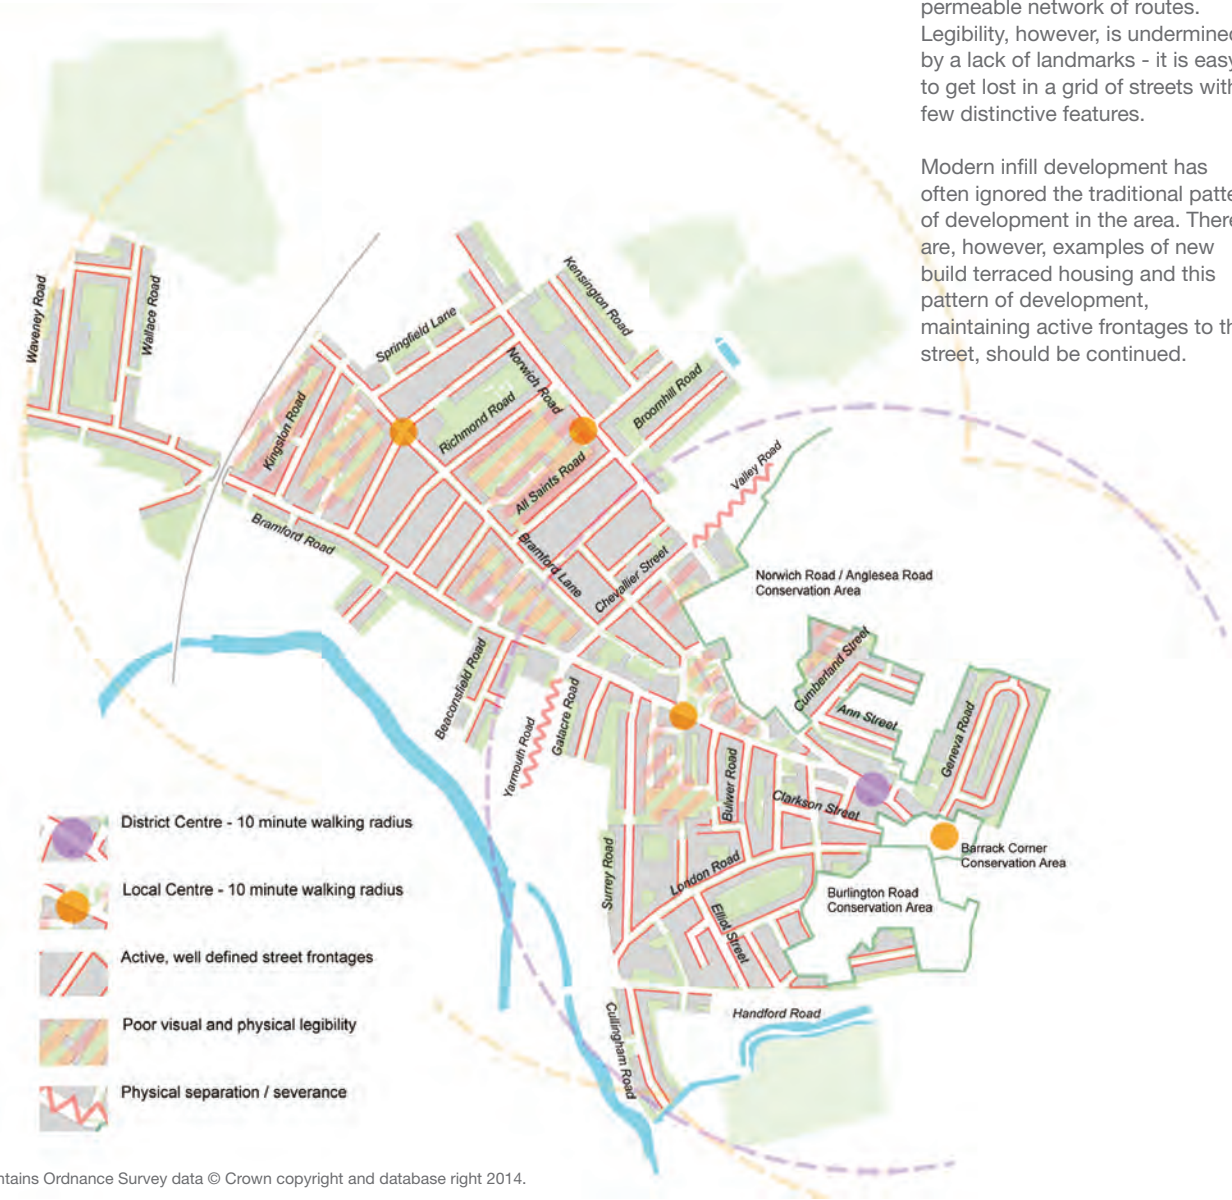 permeable network of routes.
Legibility, however, is undermined
by a lack of landmarks - it is easy
to get lost in a grid of streets with
few distinctive features.
Modern infill development has
often ignored the traditional patte
of development in the area. There
are, however, examples of new
build terraced housing and this
pattern of development,
maintaining active frontages to th
street, should be continued.
Waveney Road
Wallace Road
Springfield Lane
Kensington Road
Norwich Road
Kingston Road
Richmond Road
Broomhill Road
All Saints Road
Valley Road
Bramford Road
Bramford Lane
Chevallier Street
Norwich Road / Anglesea Road
Conservation Area
Beaconsfield Road
Yarmouth Road
Gatacre Road
Cumberland Street
Ann Street
Geneva Road
Bulwer Road
Clarkson Street
Barrack Corner
Conservation Area
Surrey Road
London Road
Burlington Road
Conservation Area
Elliot Street
Handford Road
Cullingham Road
District Centre - 10 minute walking radius
Local Centre - 10 minute walking radius
Active, well defined street frontages
Poor visual and physical legibility
Physical separation / severance
ntains Ordnance Survey data © Crown copyright and database right 2014.